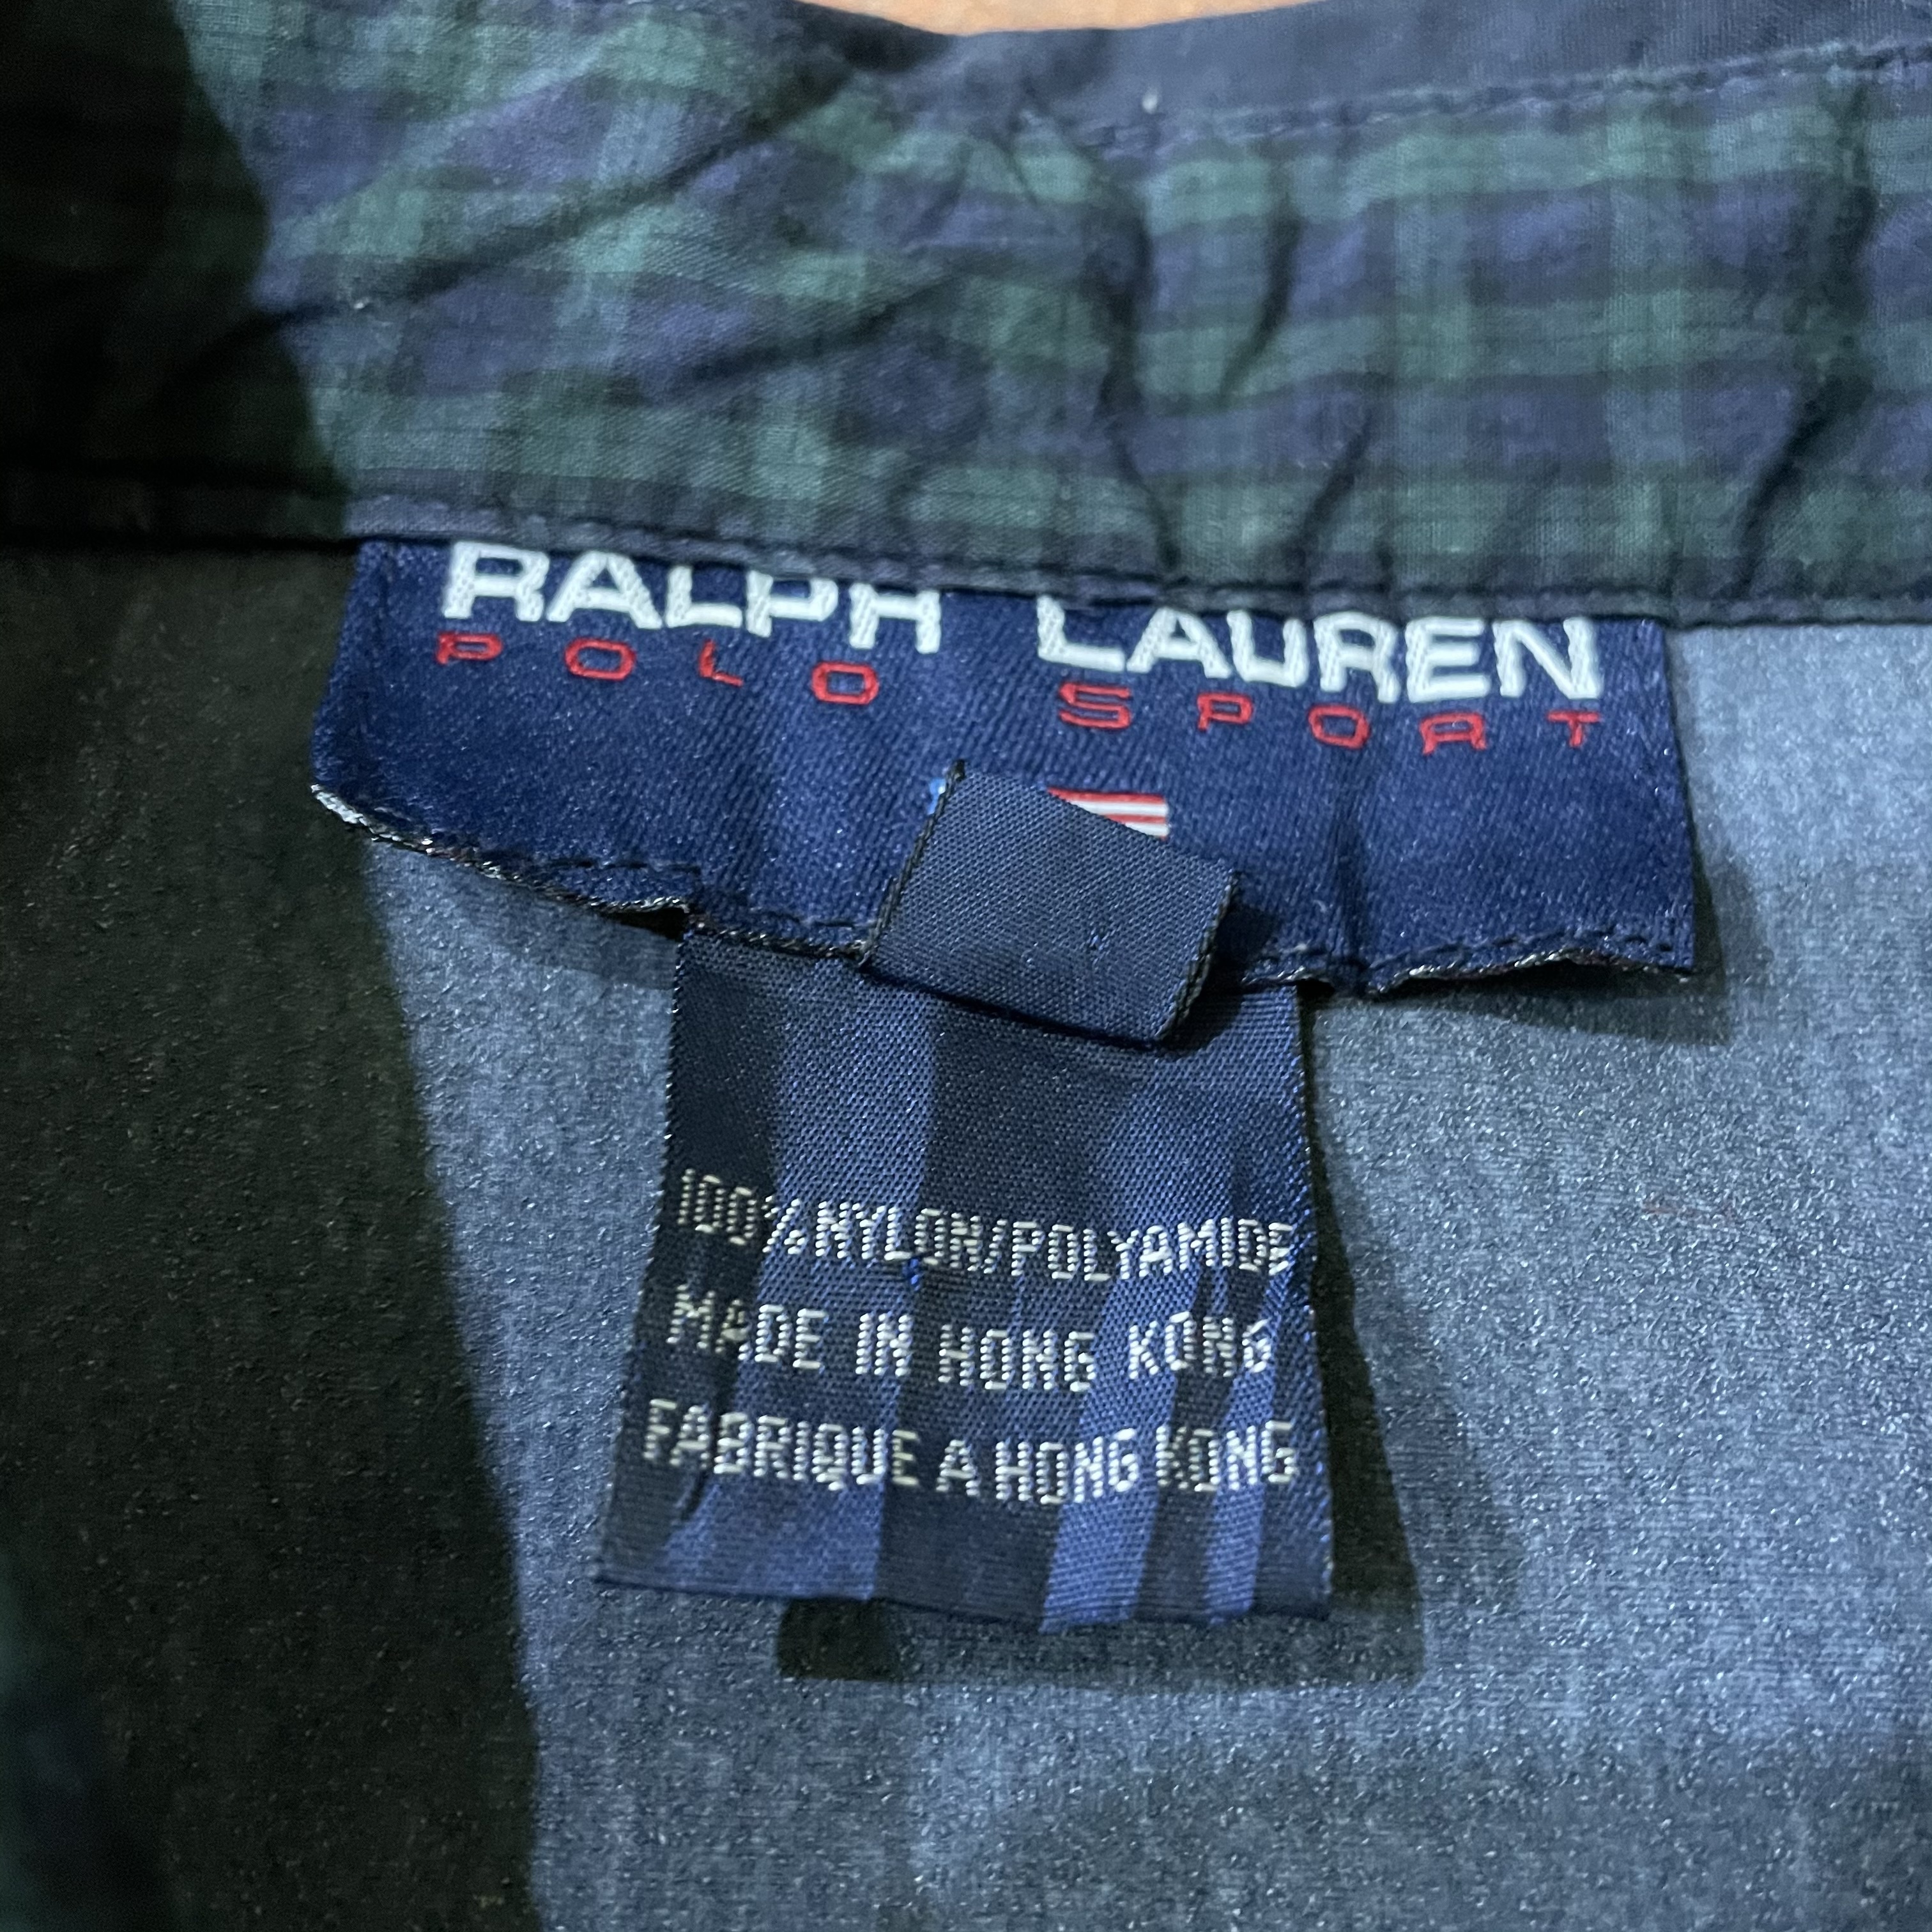 RALPH LAUREN
POLO SPORT
100% NYLON/POLYAMIDE
MADE IN HONG KONG
FABRIQUE A HONG KONG